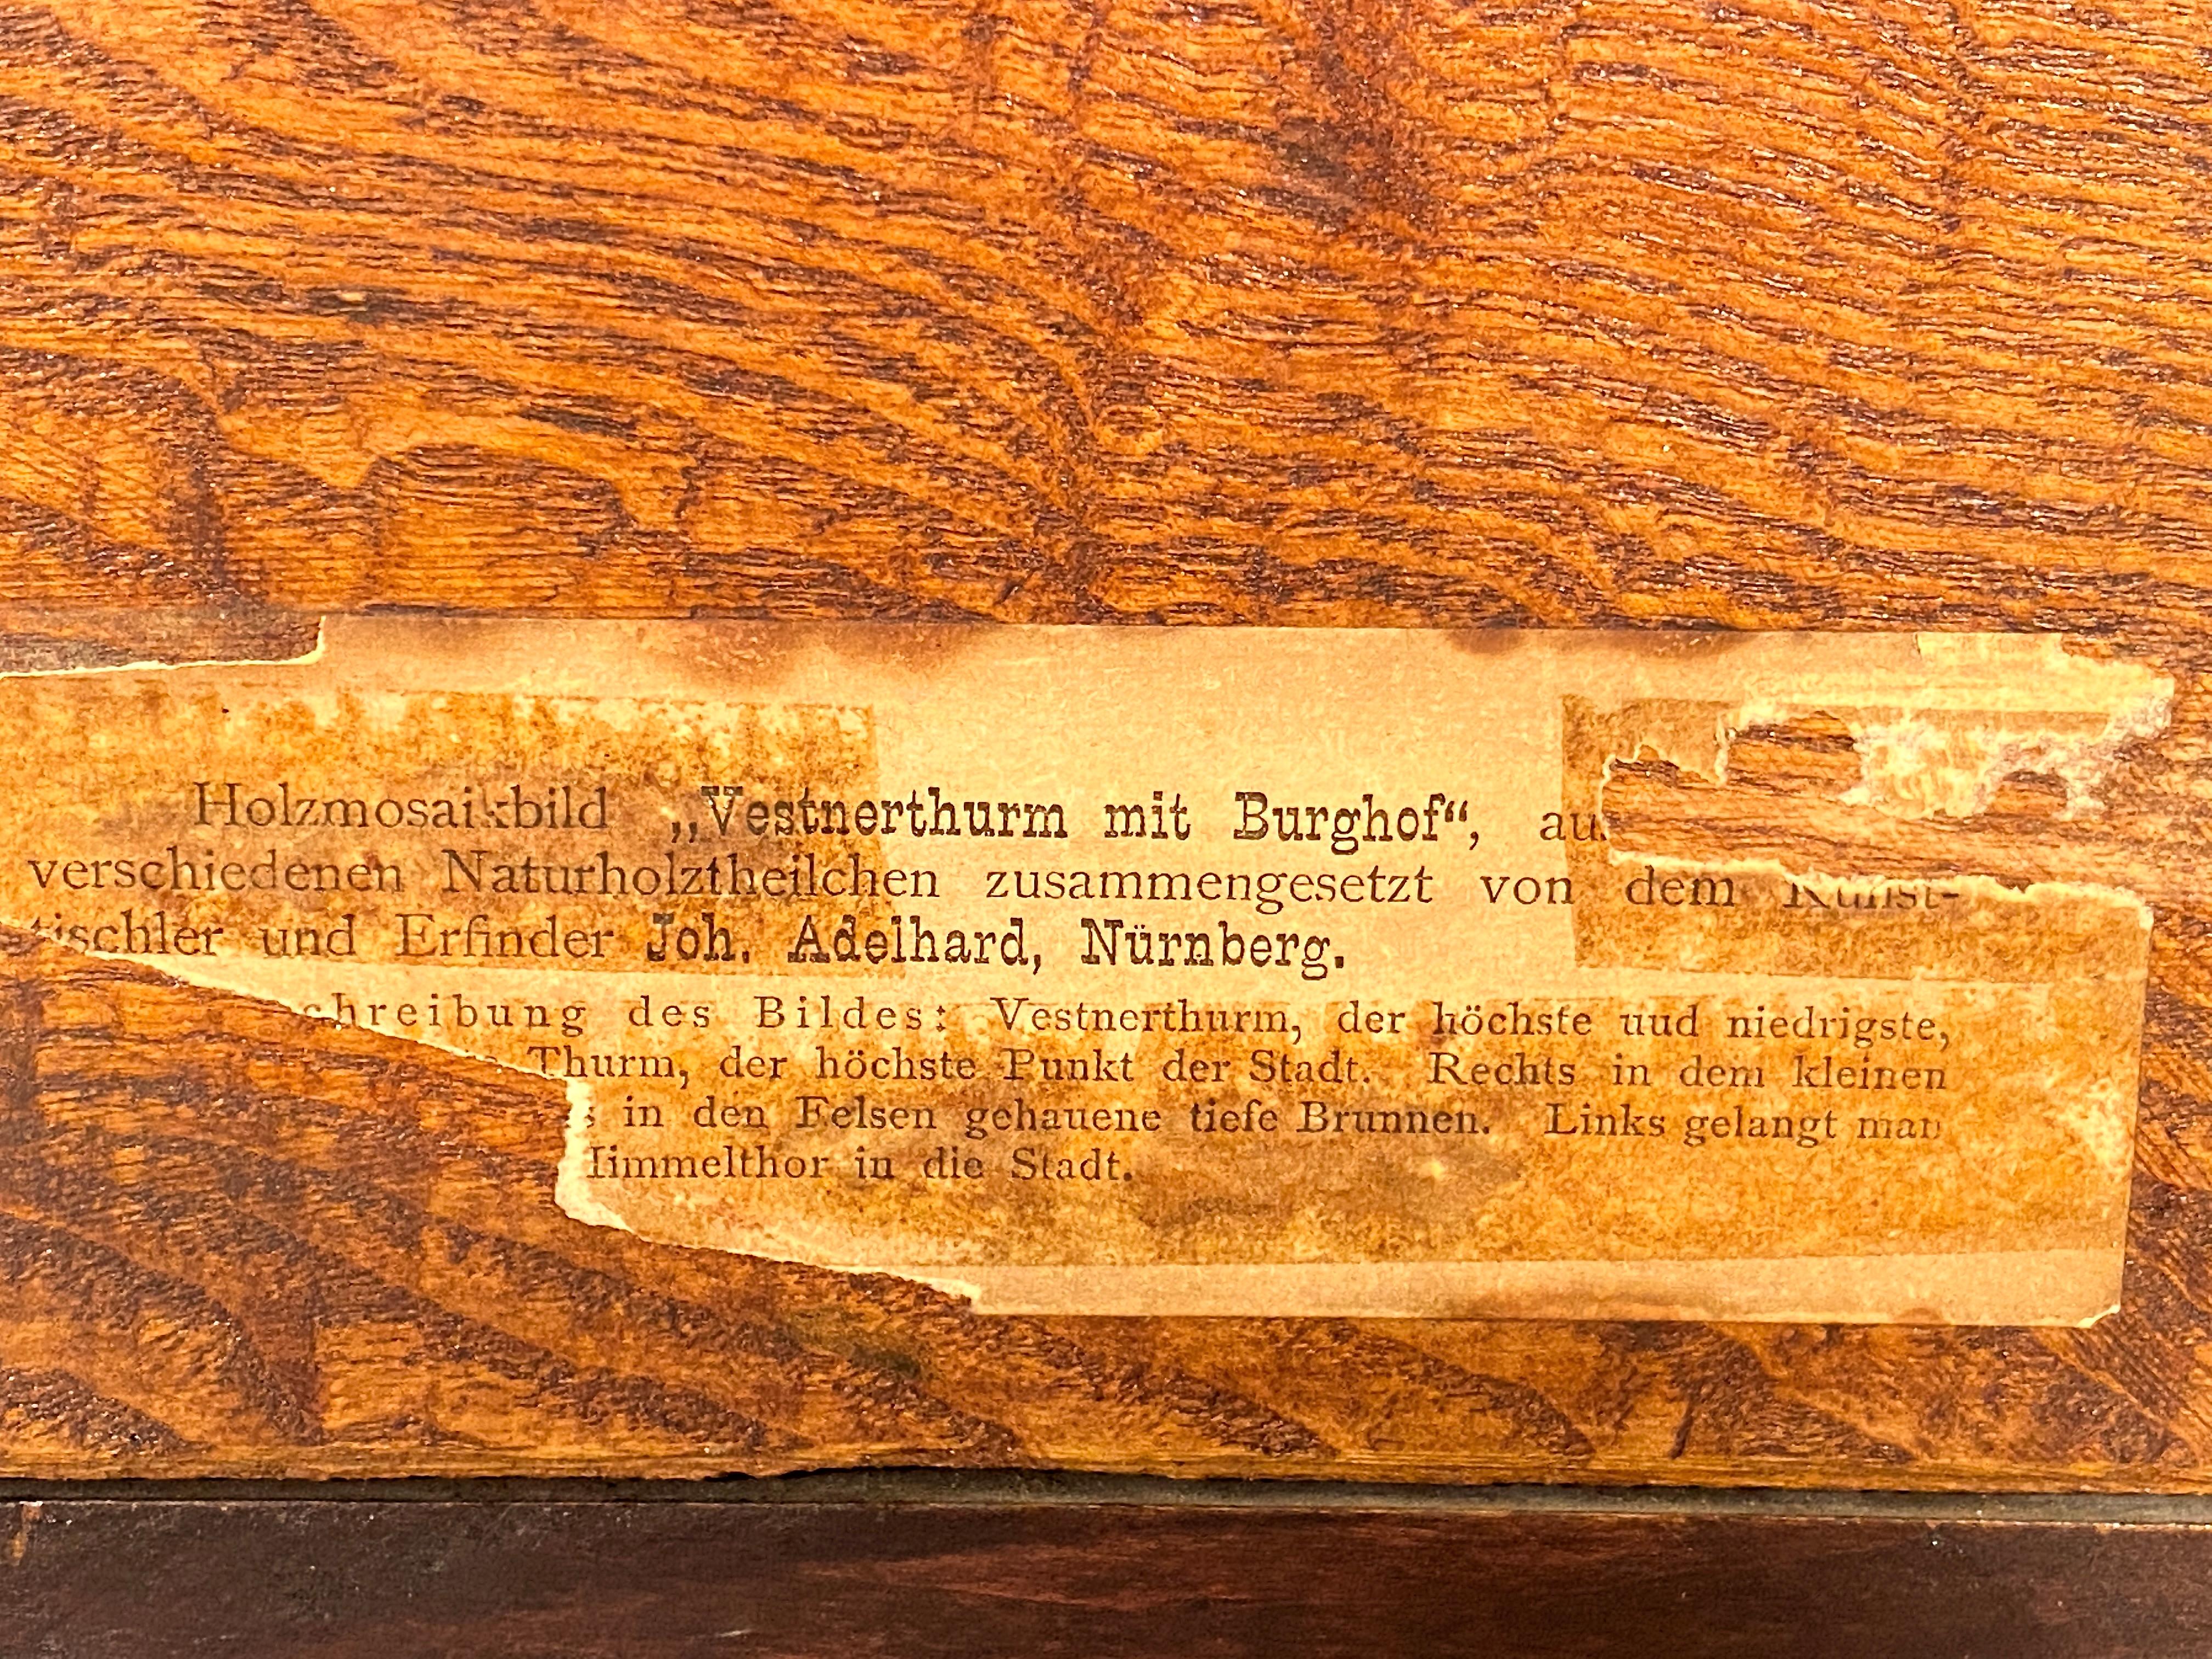 Holzmosaikbild „Vestnerthurm mit Burghof“, aus
verschiedenen Naturholztheilchen zusammengesetzt von dem Kunst-
tischler und Erfinder Joh. Adelhard, Nürnberg.
chreibung des Bildes: Vestnerthurm, der höchste uud niedrigste,
Thurm, der höchste Punkt der Stadt. Rechts in dem kleinen
in den Felsen gehauene tiefe Brunnen. Links gelangt man
Himmelthor in die Stadt.